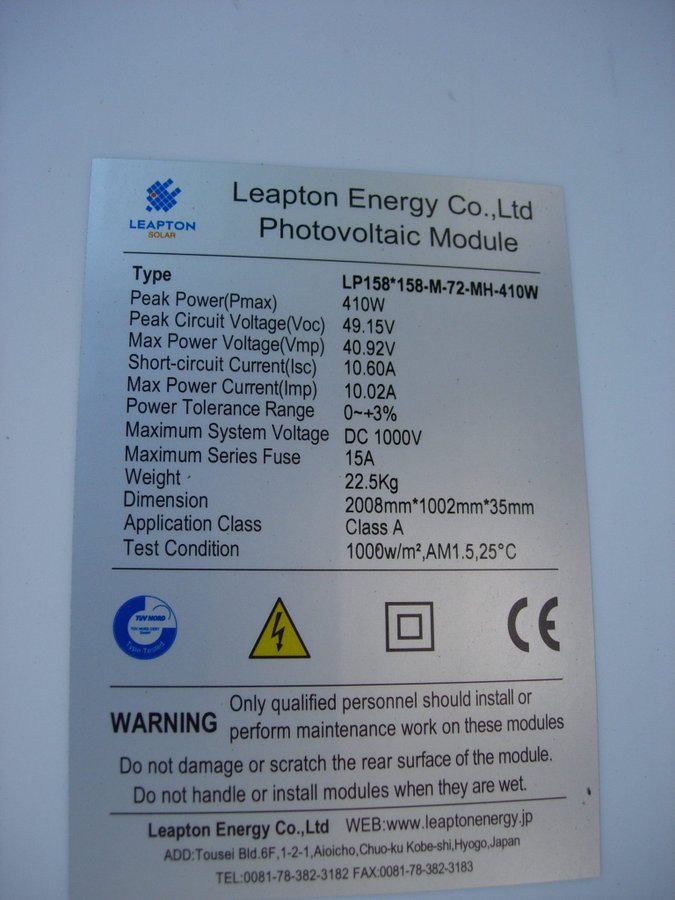 LEAPTON
SOLAR
Leapton Energy Co.,Ltd
Photovoltaic Module
Type LP158*158-M-72-MH-410W
Peak Power(Pmax) 410W
Peak Circuit Voltage(Voc) 49.15V
Max Power Voltage(Vmp) 40.92V
Short-circuit Current(Isc) 10.60A
Max Power Current(Imp) 10.02A
Power Tolerance Range 0~+3%
Maximum System Voltage DC 1000V
Maximum Series Fuse 15A
Weight 22.5Kg
Dimension 2008mm*1002mm*35mm
Application Class Class A
Test Condition 1000w/m²,AM1.5,25°C
TUV NORD
TUV NORD CERT
GmbH
Type Tested
CE
WARNING Only qualified personnel should install or
perform maintenance work on these modules
Do not damage or scratch the rear surface of the module.
Do not handle or install modules when they are wet.
Leapton Energy Co.,Ltd WEB:www.leaptonenergy.jp
ADD:Tousei Bld.6F,1-2-1,Aioicho,Chuo-ku Kobe-shi,Hyogo,Japan
TEL:0081-78-382-3182 FAX:0081-78-382-3183